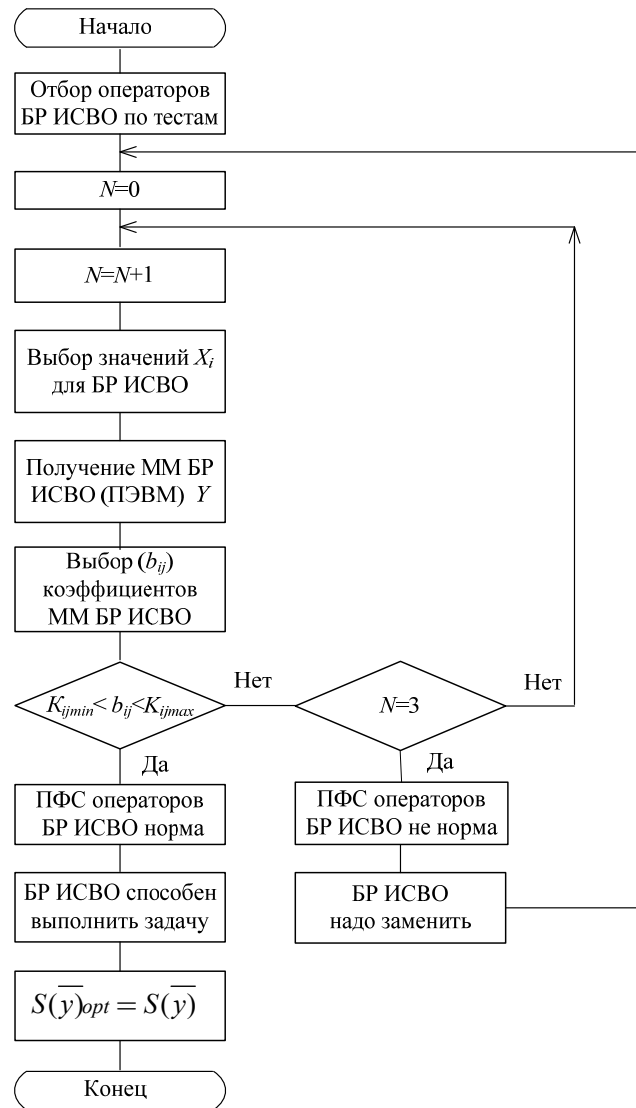 Начало
Отбор операторов
БР ИСВО по тестам
N=0
N=N+1
Выбор значений Xi
для БР ИСВО
Получение ММ БР
ИСВО (ПЭВМ) Y
Выбор (bij)
коэффициентов
ММ БР ИСВО
Kijmin< bij<Kijmax
Нет
N=3
Нет
Да
Да
ПФС операторов
БР ИСВО норма
ПФС операторов
БР ИСВО не норма
БР ИСВО способен
выполнить задачу
БР ИСВО
надо заменить
S(y̅)opt = S(y̅)
Конец